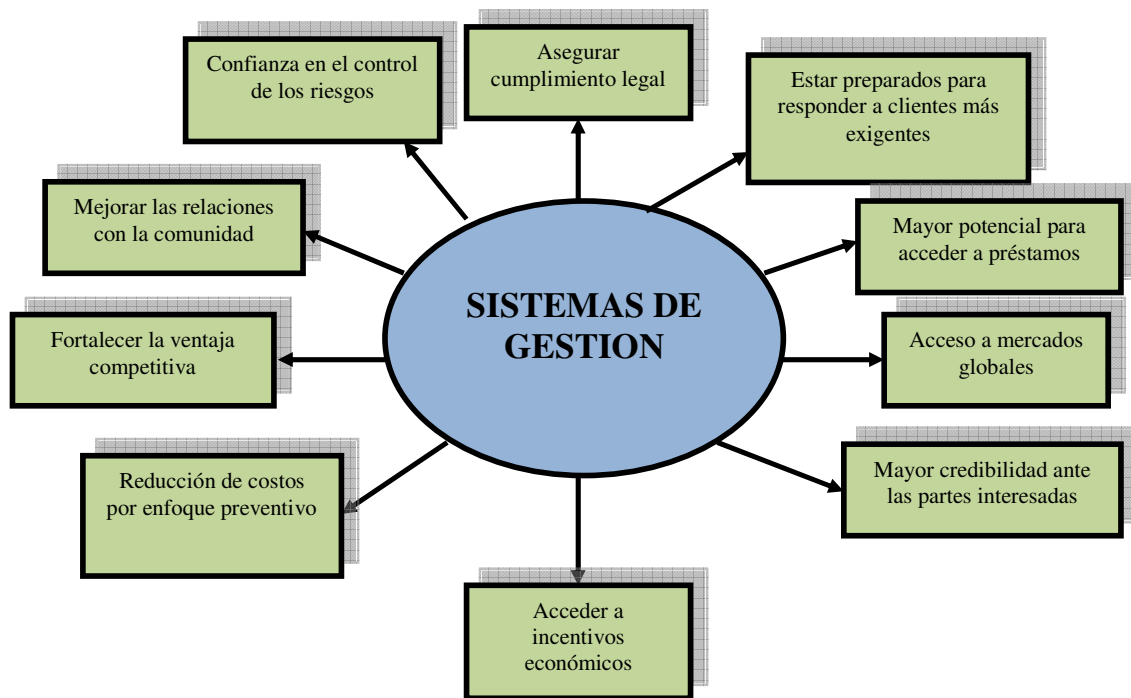 Confianza en el control
de los riesgos
Asegurar
cumplimiento legal
Estar preparados para
responder a clientes más
exigentes
Mejorar las relaciones
con la comunidad
Mayor potencial para
acceder a préstamos
SISTEMAS DE
GESTION
Fortalecer la ventaja
competitiva
Acceso a mercados
globales
Reducción de costos
por enfoque preventivo
Mayor credibilidad ante
las partes interesadas
Acceder a
incentivos
económicos